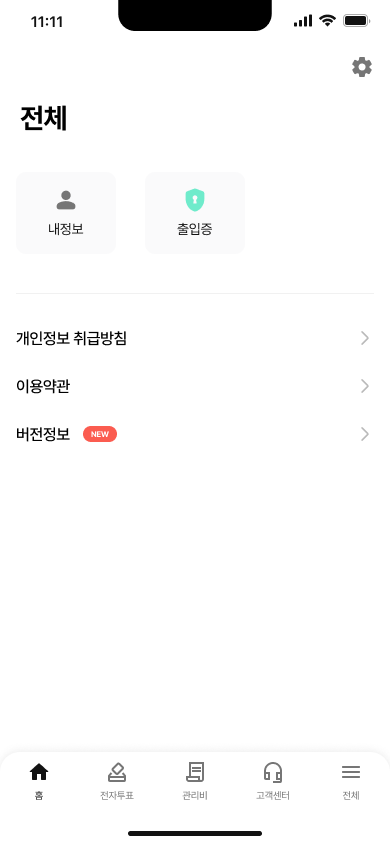 11:11
전체
내정보
출입증
개인정보 취급방침
이용약관
버전정보 NEW
홈
전자투표
관리비
고객센터
전체